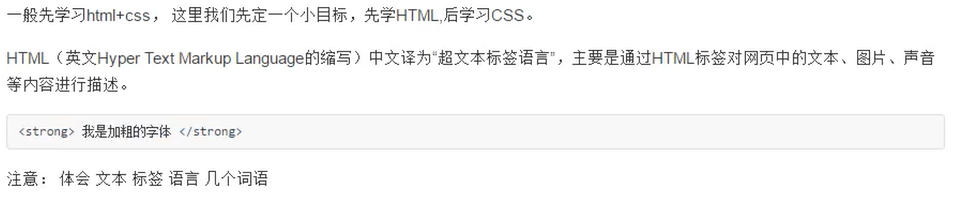 一般先学习html+css， 这里我们先定一个小目标，先学HTML,后学习CSS。
HTML（英文Hyper Text Markup Language的缩写）中文译为“超文本标签语言”，主要是通过HTML标签对网页中的文本、图片、声音
等内容进行描述。
<strong> 我是加粗的字体 </strong>
注意： 体会 文本 标签 语言 几个词语